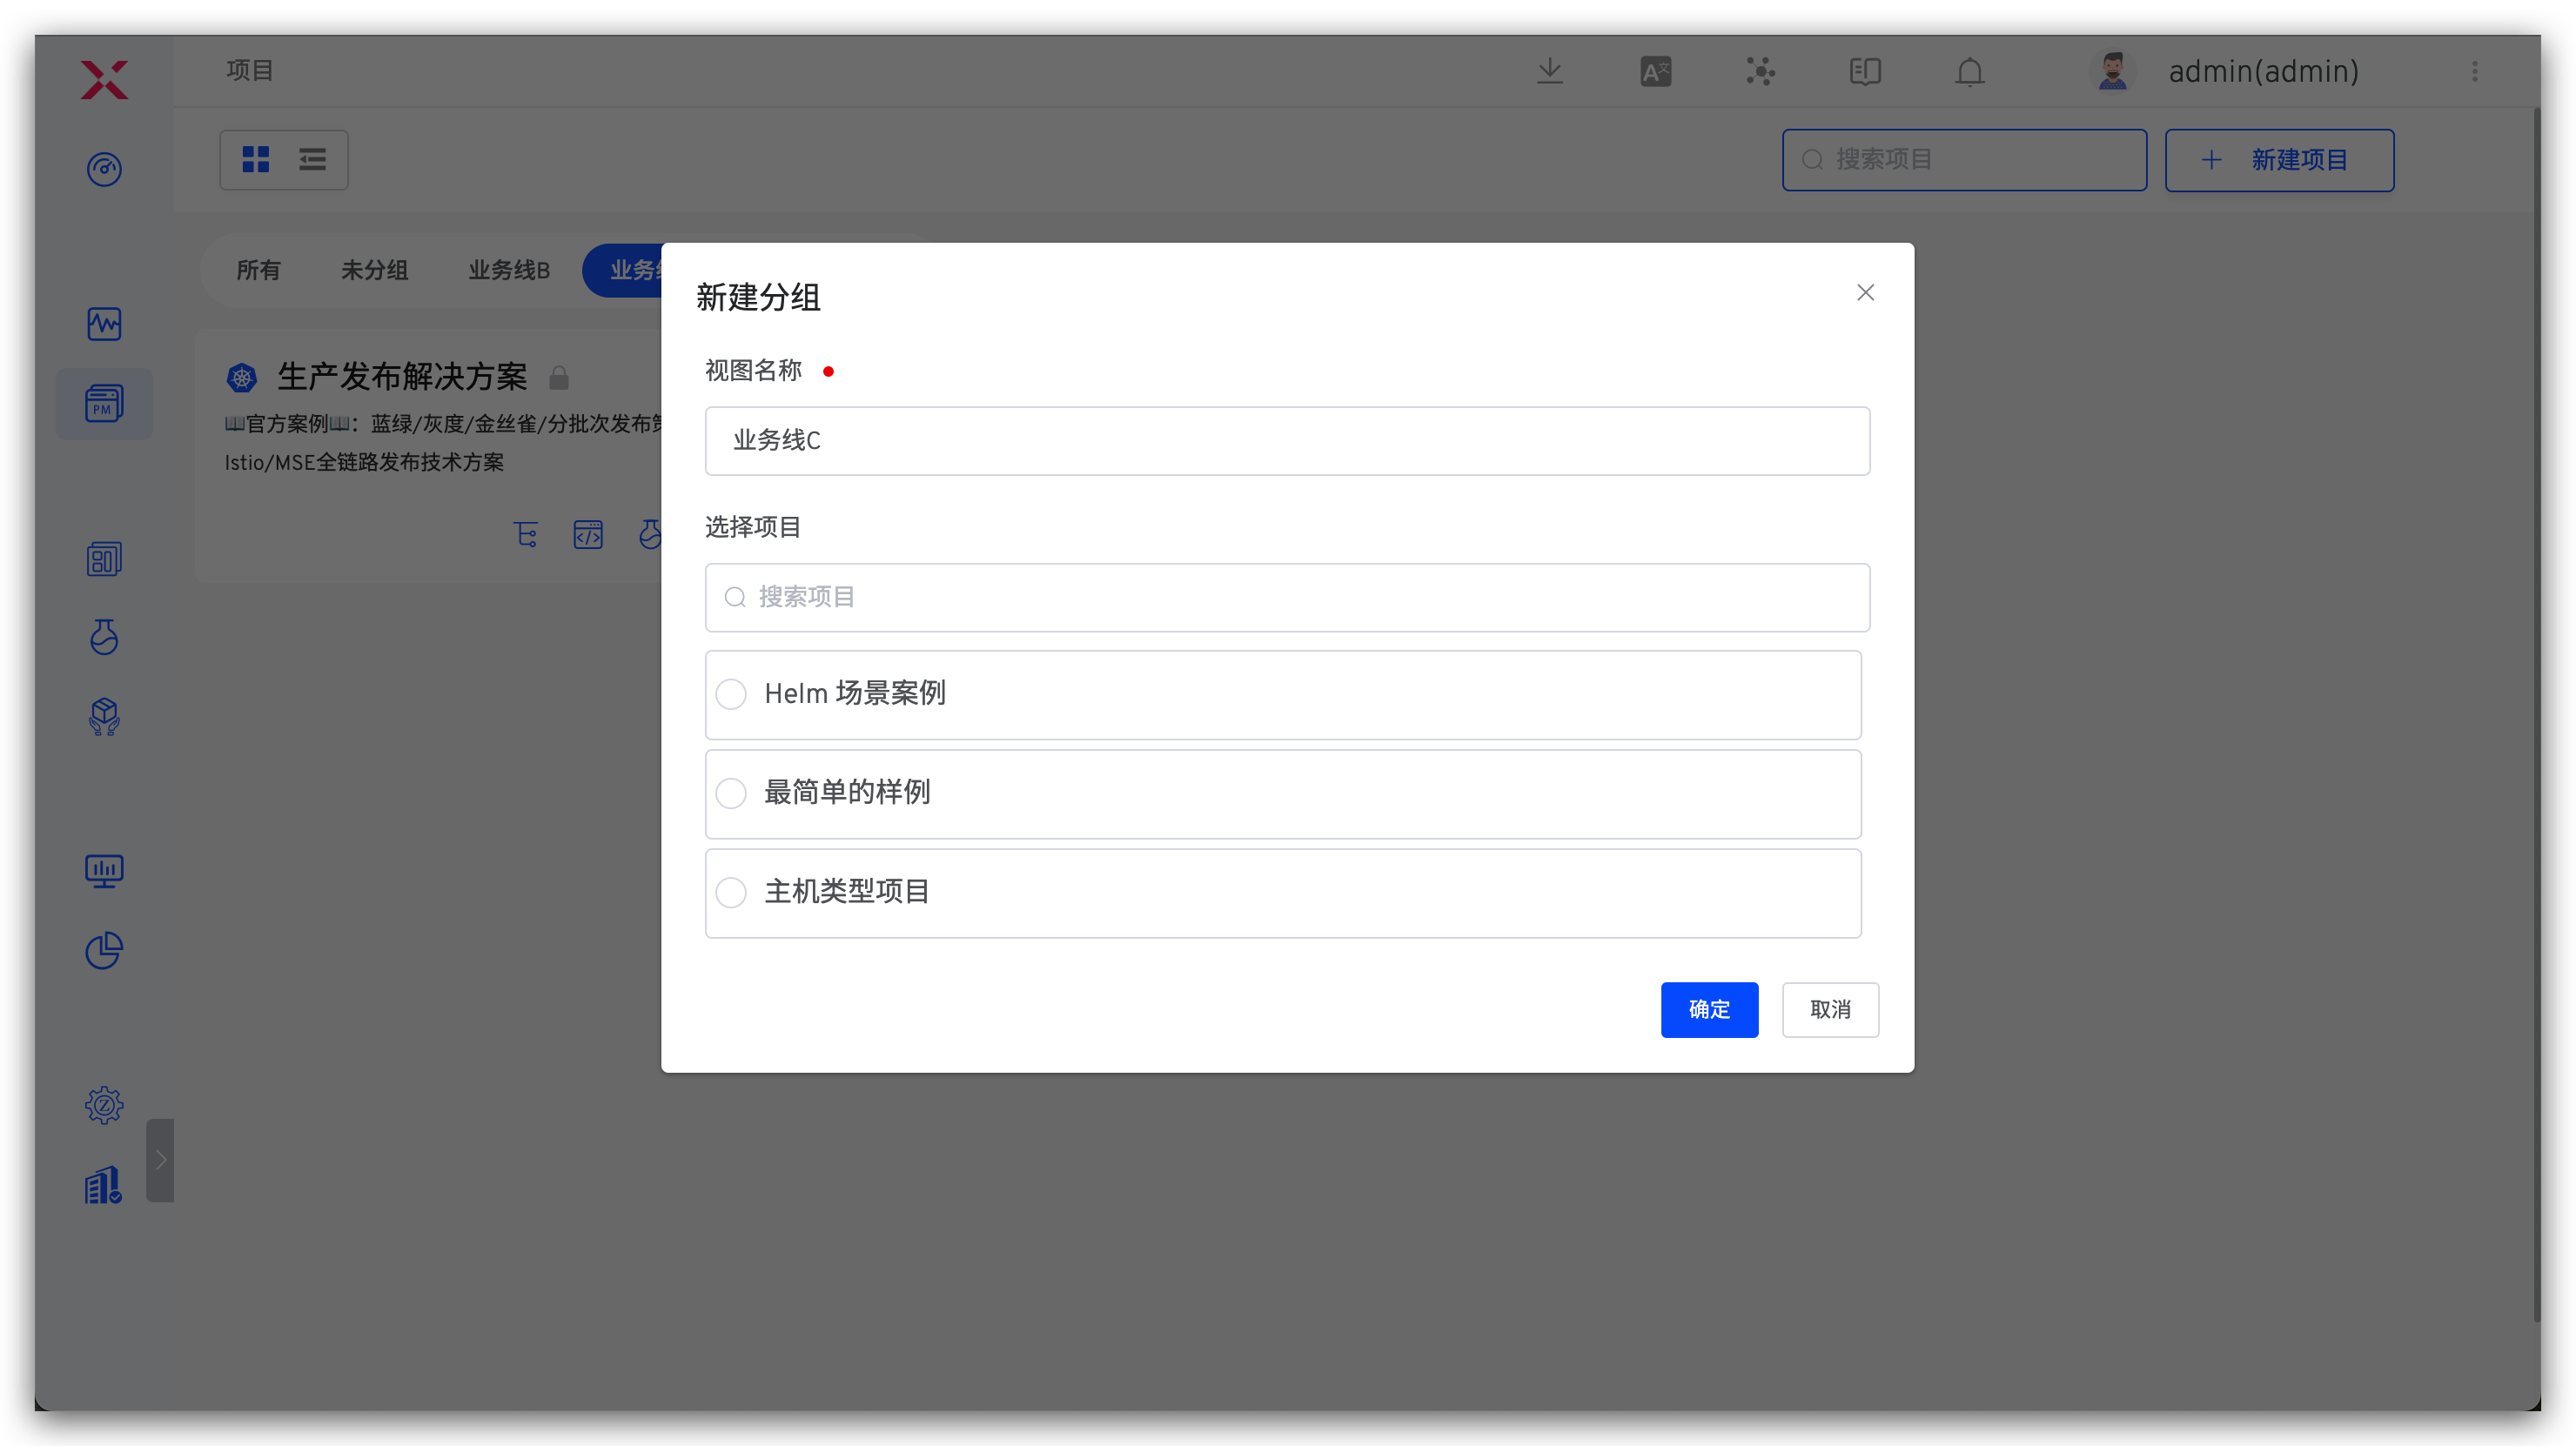 项目
admin(admin)
搜索项目
新建项目
所有 未分组 业务线B 业务
生产发布解决方案
📖官方案例📖：蓝绿/灰度/金丝雀/分批次发布
Istio/MSE全链路发布技术方案
PM
新建分组
视图名称
业务线C
选择项目
搜索项目
Helm 场景案例
最简单的样例
主机类型项目
确定 取消